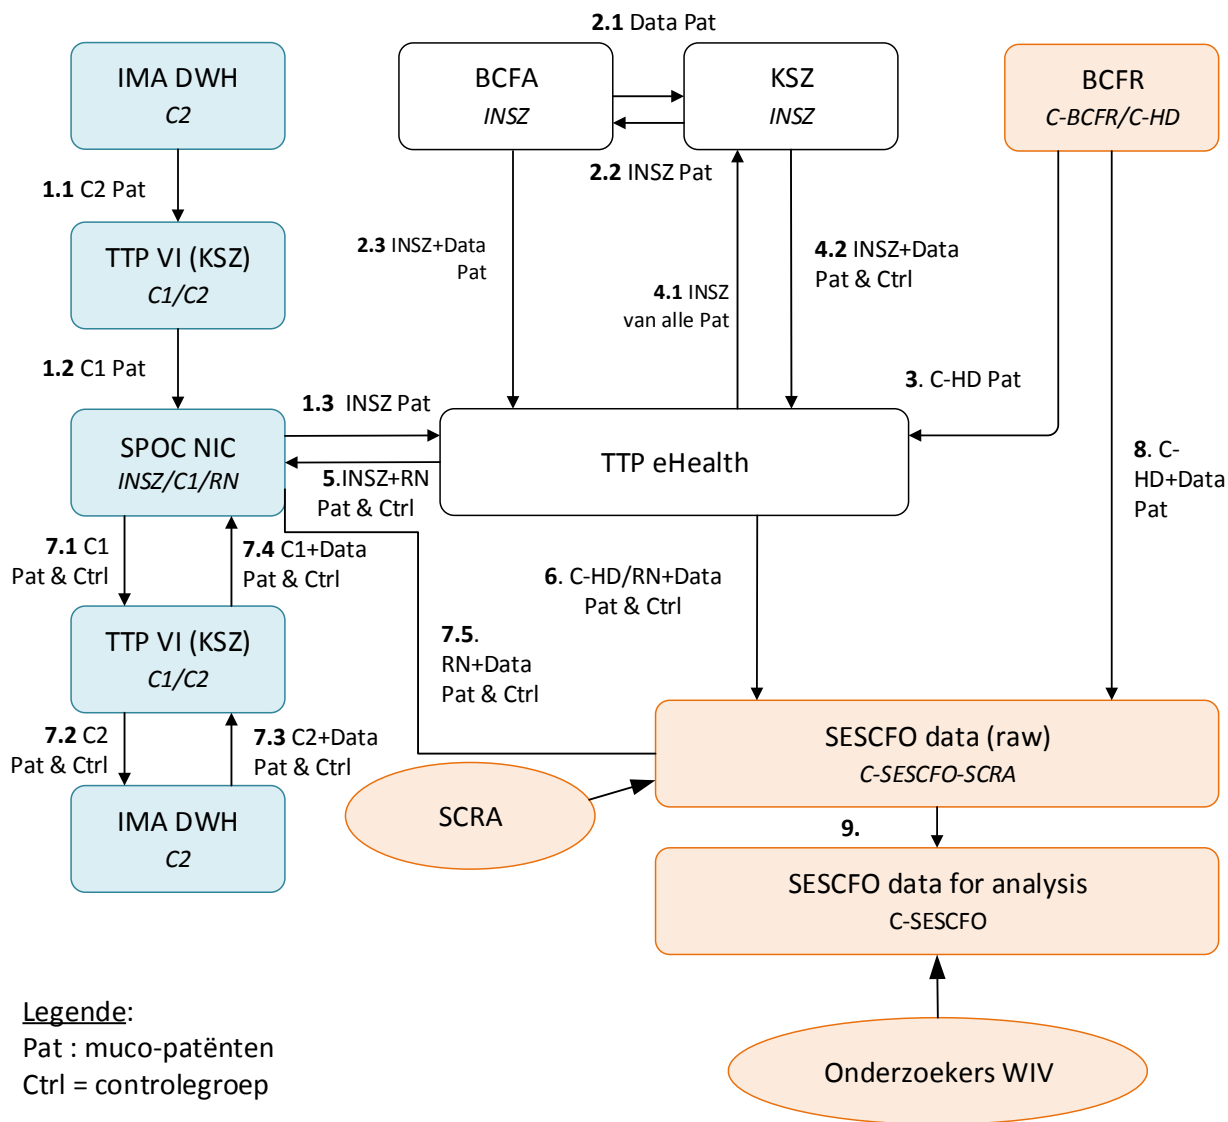 2.1 Data Pat
IMA DWH
C2
BCFA
INSZ
KSZ
INSZ
BCFR
C-BCFR/C-HD
1.1 C2 Pat
2.2 INSZ Pat
TTP VI (KSZ)
C1/C2
2.3 INSZ+Data
Pat
4.1 INSZ
van alle Pat
4.2 INSZ+Data
Pat & Ctrl
1.2 C1 Pat
3. C-HD Pat
1.3 INSZ Pat
SPOC NIC
INSZ/C1/RN
TTP eHealth
5.INSZ+RN
Pat & Ctrl
8. C-
HD+Data
Pat
7.1 C1
Pat & Ctrl
7.4 C1+Data
Pat & Ctrl
6. C-HD/RN+Data
Pat & Ctrl
TTP VI (KSZ)
C1/C2
7.5.
RN+Data
Pat & Ctrl
7.2 C2
Pat & Ctrl
7.3 C2+Data
Pat & Ctrl
SESCFO data (raw)
C-SESCFO-SCRA
IMA DWH
C2
SCRA
9.
SESCFO data for analysis
C-SESCFO
Legende:
Pat : muco-patënten
Ctrl = controlegroep
Onderzoekers WIV